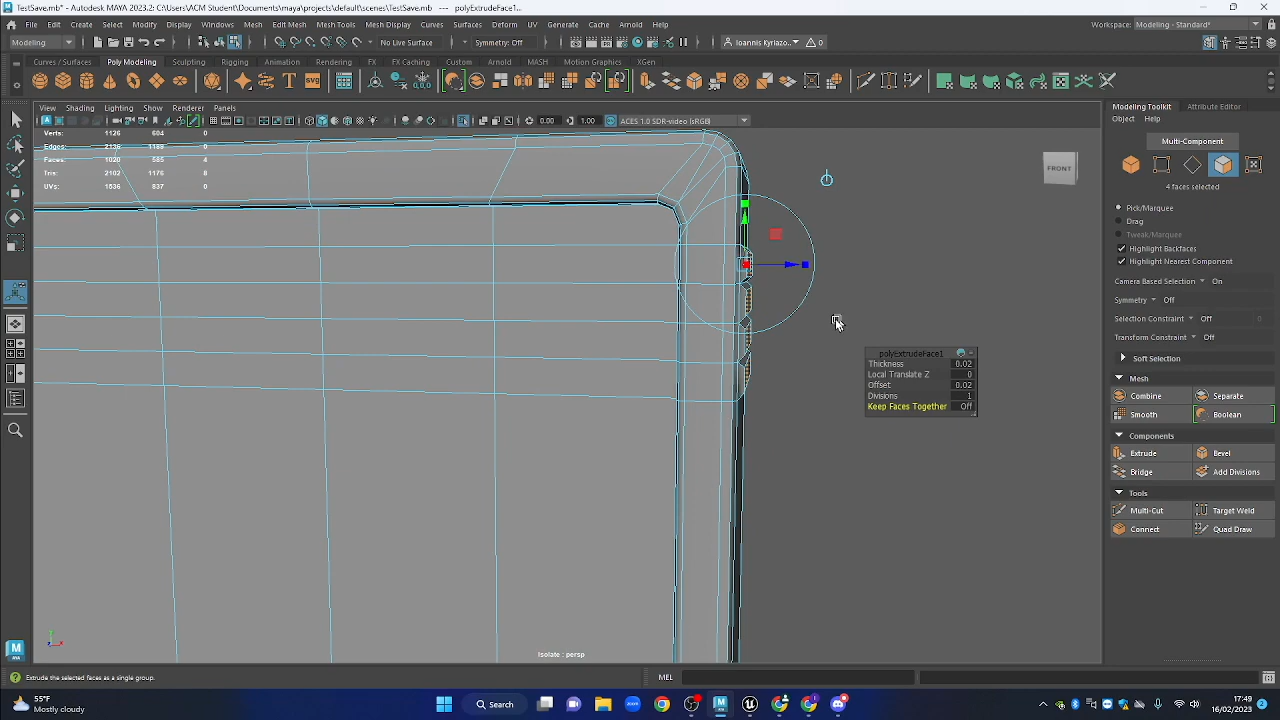 TestSave.mb* - Autodesk MAYA 2023.2: C:\Users\ACM Student\Documents\maya\projects\default\scenes\TestSave.mb --- polyExtrudeFace1...
File Edit Create Select Modify Display Windows Mesh Edit Mesh Mesh Tools Mesh Display Curves Surfaces Deform UV Generate Cache Arnold Help
Workspace: Modeling - Standard*
Modeling
No Live Surface
Symmetry: Off
Ioannis Kyriazo..
0
Curves / Surfaces Poly Modeling Sculpting Rigging Animation Rendering FX FX Caching Custom Arnold MASH Motion Graphics XGen
SVG
View Shading Lighting Show Renderer Panels
0.00 1.00 ACES 1.0 SDR-video (sRGB)
Verts: 1126 604 0
Edges: 2136 1189 0
Faces: 1020 585 4
Tris: 2102 1176 8
UVs: 1536 837 0
FRONT
polyExtrudeFace1
Thickness 0.02
Local Translate Z 0
Offset 0.02
Divisions 1
Keep Faces Together Off
Isolate : persp
Modeling Toolkit Attribute Editor
Object Help
Multi-Component
4 faces selected
Pick/Marquee
Drag
Tweak/Marquee
Highlight Backfaces
Highlight Nearest Component
Camera Based Selection On
Symmetry Off
Selection Constraint Off 0
Transform Constraint Off
Soft Selection
Mesh
Combine Separate
Smooth Boolean
Components
Extrude Bevel
Bridge Add Divisions
Tools
Multi-Cut Target Weld
Connect Quad Draw
Extrude the selected faces as a single group.
MEL
55°F
Mostly cloudy
Search
17:49
16/02/2023